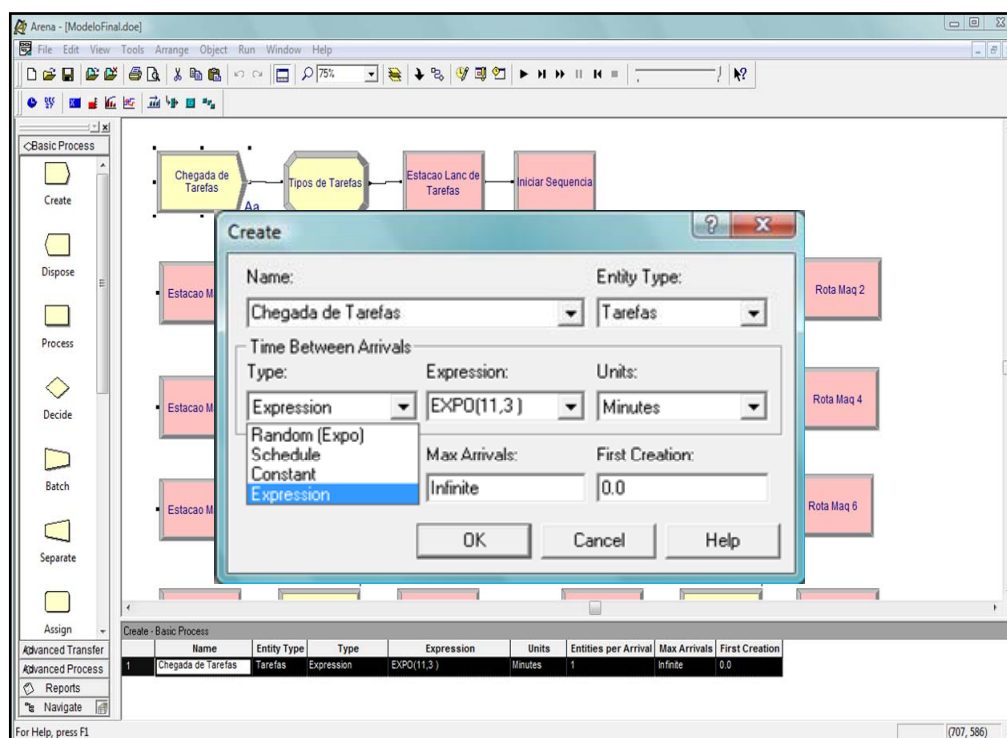 Arena - [ModeloFinal.doe]
File Edit View Tools Arrange Object Run Window Help
75%
Basic Process
Create
Dispose
Process
Decide
Batch
Separate
Assign
Advanced Transfer
Advanced Process
Reports
Navigate
Chegada de
Tarefas
Aa
Tipos de Tarefas
Estacao Lanc de
Tarefas
Iniciar Sequencia
Estacao M
Rota Maq 2
Estacao M
Rota Maq 4
Estacao M
Rota Maq 6
Create
Name:
Entity Type:
Chegada de Tarefas
Tarefas
Time Between Arrivals
Type:
Expression:
Units:
Expression
EXPO(11,3 )
Minutes
Random (Expo)
Schedule
Constant
Expression
Max Arrivals:
First Creation:
Infinite
0.0
OK
Cancel
Help
Create - Basic Process
Name Entity Type Type Expression Units Entities per Arrival Max Arrivals First Creation
1 Chegada de Tarefas Tarefas Expression EXPO(11,3 ) Minutes 1 Infinite 0.0
For Help, press F1
(707, 586)